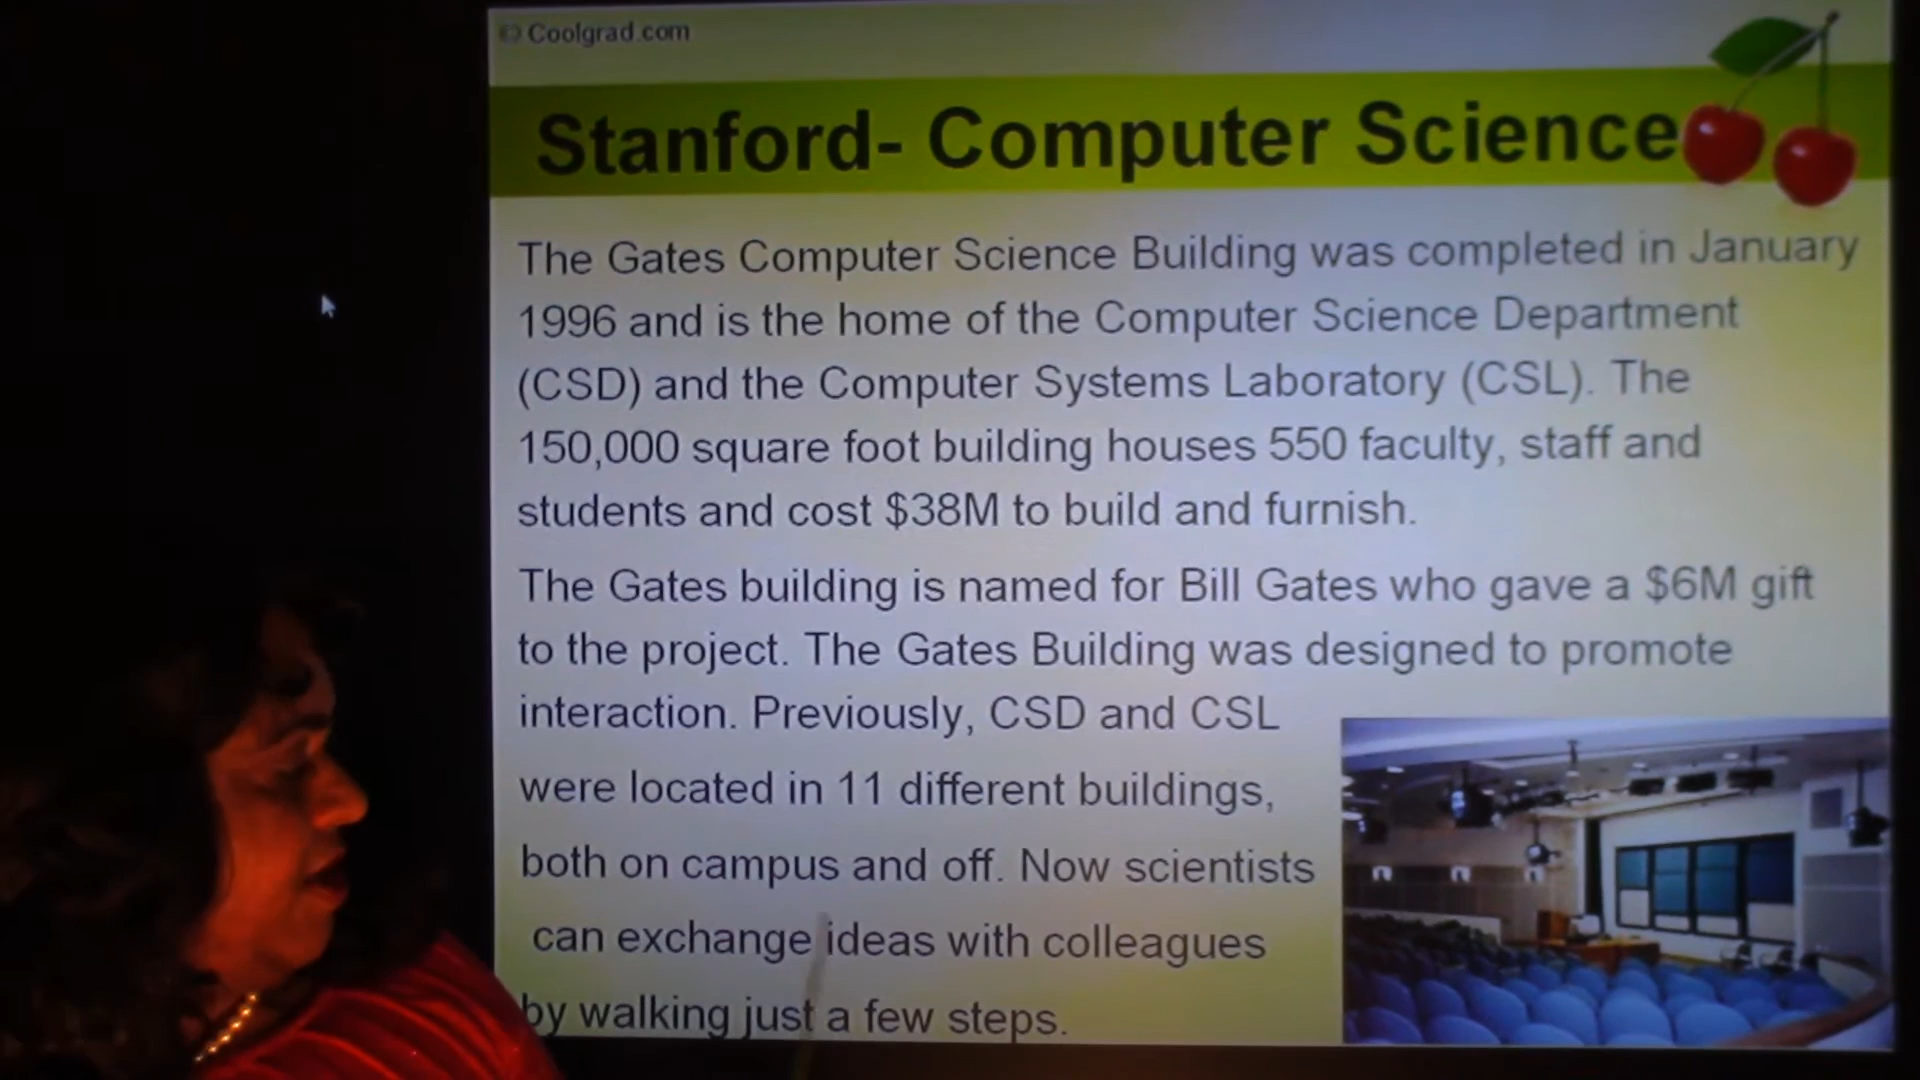 © Coolgrad.com
Stanford- Computer Science
The Gates Computer Science Building was completed in January
1996 and is the home of the Computer Science Department
(CSD) and the Computer Systems Laboratory (CSL). The
150,000 square foot building houses 550 faculty, staff and
students and cost $38M to build and furnish.
The Gates building is named for Bill Gates who gave a $6M gift
to the project. The Gates Building was designed to promote
interaction. Previously, CSD and CSL
were located in 11 different buildings,
both on campus and off. Now scientists
can exchange ideas with colleagues
by walking just a few steps.